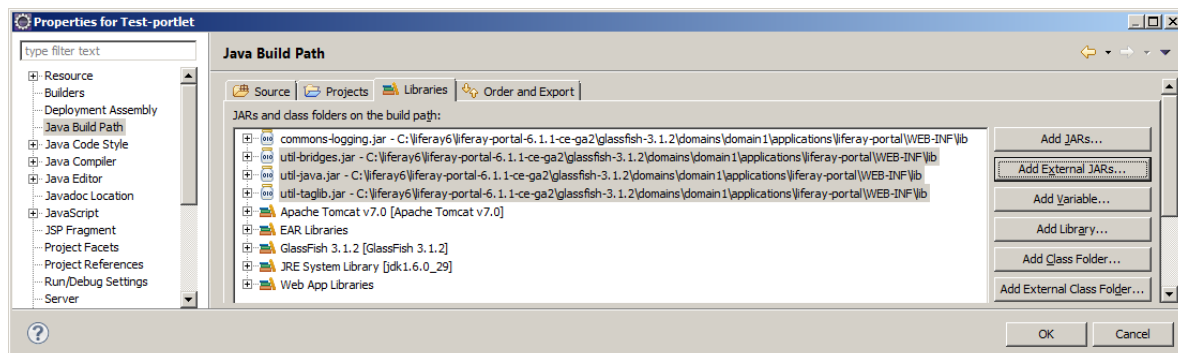 Properties for Test-portlet
type filter text
Resource
Builders
Deployment Assembly
Java Build Path
Java Code Style
Java Compiler
Java Editor
Javadoc Location
JavaScript
JSP Fragment
Project Facets
Project References
Run/Debug Settings
Server
Java Build Path
Source Projects Libraries Order and Export
JARs and class folders on the build path:
commons-logging.jar - C:\liferay6\liferay-portal-6.1.1-ce-ga2\glassfish-3.1.2\domains\domain1\applications\liferay-portal\WEB-INF\lib
util-bridges.jar - C:\liferay6\liferay-portal-6.1.1-ce-ga2\glassfish-3.1.2\domains\domain1\applications\liferay-portal\WEB-INF\lib
util-java.jar - C:\liferay6\liferay-portal-6.1.1-ce-ga2\glassfish-3.1.2\domains\domain1\applications\liferay-portal\WEB-INF\lib
util-taglib.jar - C:\liferay6\liferay-portal-6.1.1-ce-ga2\glassfish-3.1.2\domains\domain1\applications\liferay-portal\WEB-INF\lib
Apache Tomcat v7.0 [Apache Tomcat v7.0]
EAR Libraries
GlassFish 3.1.2 [GlassFish 3.1.2]
JRE System Library [jdk1.6.0_29]
Web App Libraries
Add JARs...
Add External JARs...
Add Variable...
Add Library...
Add Class Folder...
Add External Class Folder...
OK Cancel